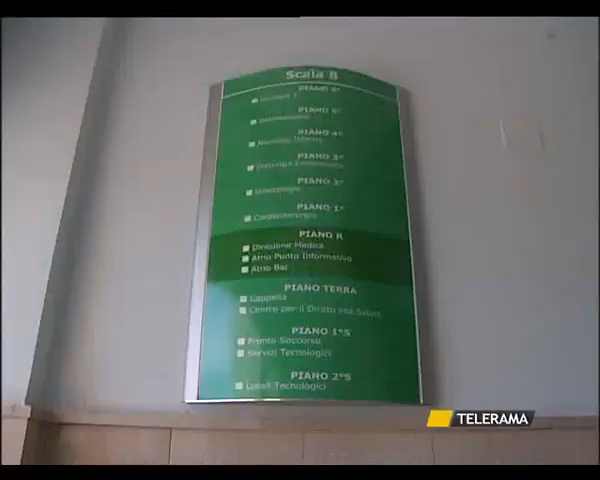 Scala B
PIANO 6°
PIANO 5°
PIANO 4°
PIANO 3°
PIANO 2°
PIANO 1°
Cardiochirurgia
PIANO R
Direzione Medica
Atrio Punto Informativo
Atrio Bar
PIANO TERRA
Cappella
Centro per il Diritto alla Salute
PIANO 1°S
Pronto Soccorso
Servizi Tecnologici
PIANO 2°S
Locali Tecnologici
TELERAMA